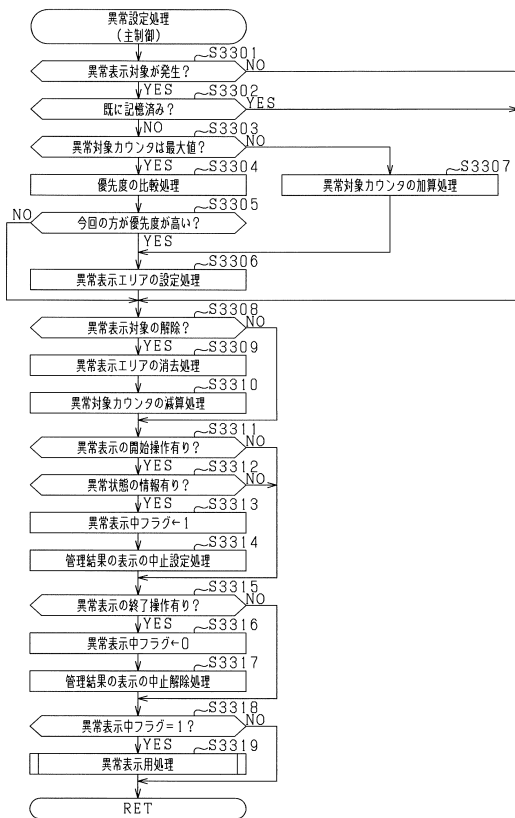 異常設定処理
(主制御)
S3301
異常表示対象が発生?
NO
YES
S3302
既に記憶済み?
YES
NO
S3303
異常対象カウンタは最大値?
NO
YES
S3304
優先度の比較処理
S3307
異常対象カウンタの加算処理
S3305
今回の方が優先度が高い?
NO
YES
S3306
異常表示エリアの設定処理
S3308
異常表示対象の解除?
NO
YES
S3309
異常表示エリアの消去処理
S3310
異常対象カウンタの減算処理
S3311
異常表示の開始操作有り?
NO
YES
S3312
異常状態の情報有り?
NO
YES
S3313
異常表示中フラグ←1
S3314
管理結果の表示の中止設定処理
S3315
異常表示の終了操作有り?
NO
YES
S3316
異常表示中フラグ←0
S3317
管理結果の表示の中止解除処理
S3318
異常表示中フラグ=1?
NO
YES
S3319
異常表示用処理
RET